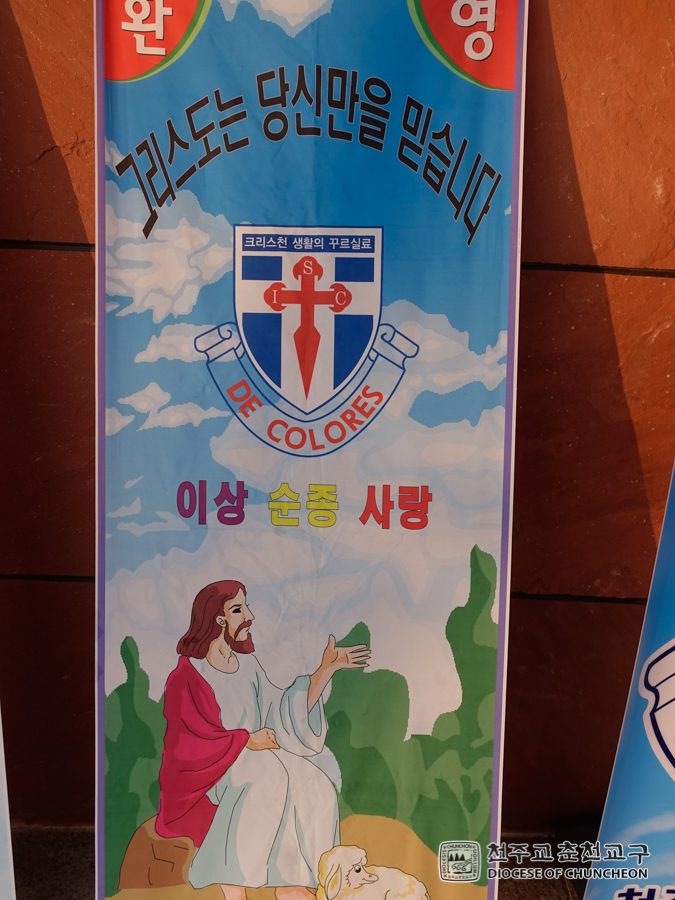 환 영
그리스도는 당신만을 믿습니다
크리스천 생활의 꾸르실료
S
I C
DE COLORES
이상 순종 사랑
천주교 춘천교구
DIOCESE OF CHUNCHEON